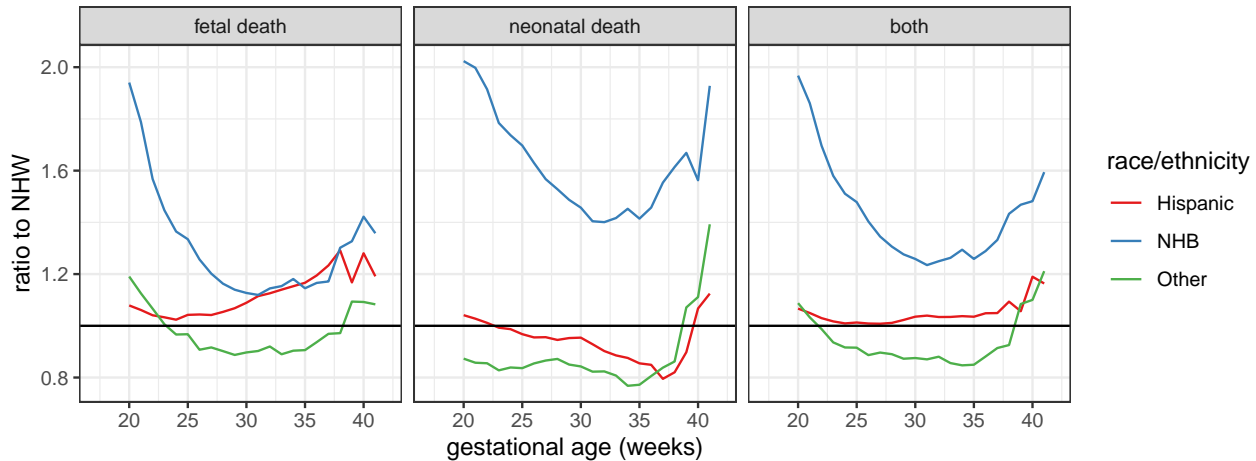 fetal death
neonatal death
both
ratio to NHW
2.0
1.6
1.2
0.8
20 25 30 35 40
20 25 30 35 40
20 25 30 35 40
gestational age (weeks)
race/ethnicity
Hispanic
NHB
Other